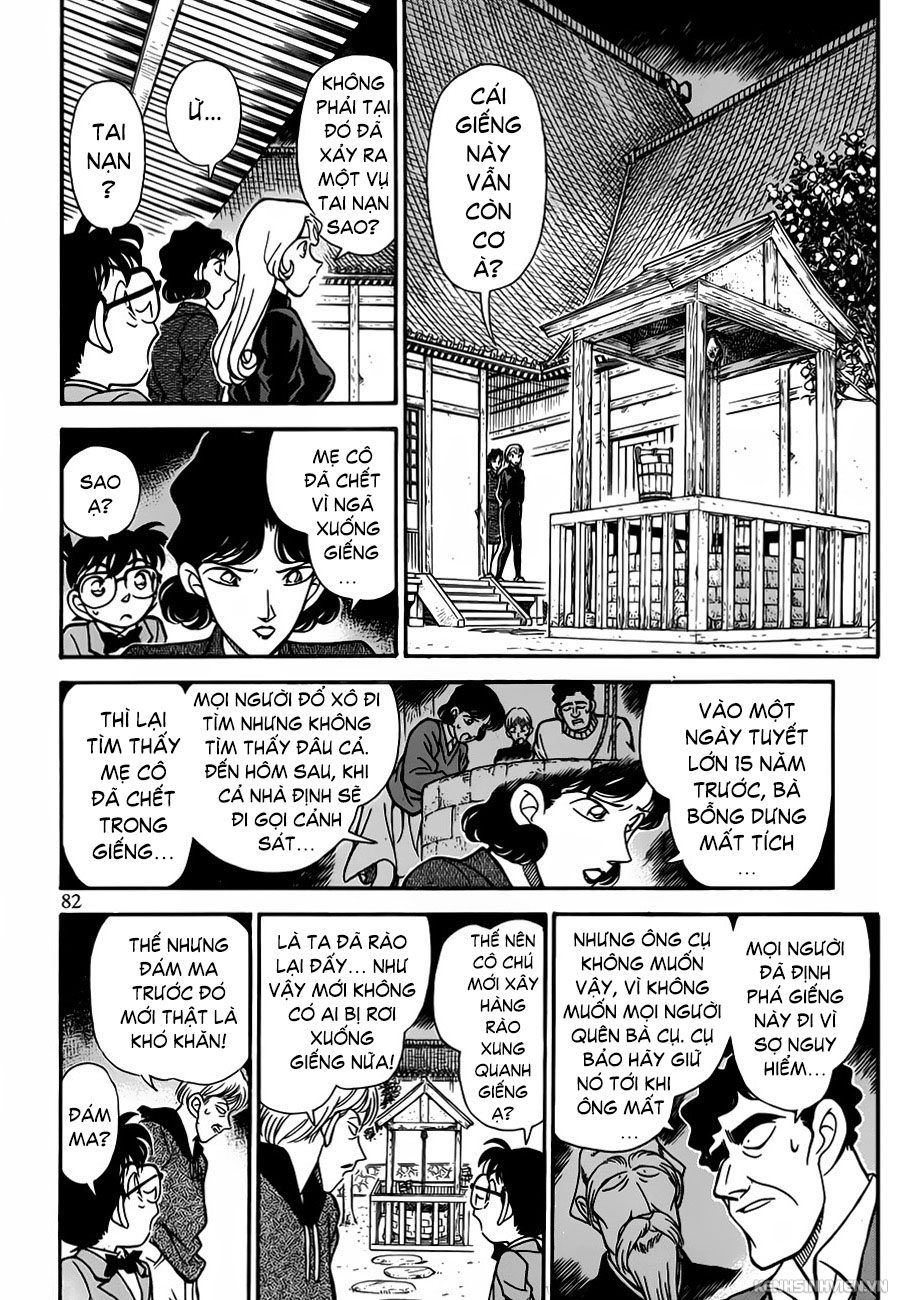 CÁI
GIẾNG
NÀY
VẪN
CÒN
CƠ
À?
KHÔNG
PHẢI TẠI
ĐÓ ĐÃ
XẢY RA
MỘT VỤ
TAI NẠN
SAO?
Ừ...
TAI
NẠN
?
MẸ CÔ
ĐÃ CHẾT
VÌ NGÃ
XUỐNG
GIẾNG
...
SAO
Ạ?
VÀO MỘT
NGÀY TUYẾT
LỚN 15 NĂM
TRƯỚC, BÀ
BỖNG DƯNG
MẤT TÍCH
...
MỌI NGƯỜI ĐỔ XÔ ĐI
TÌM NHƯNG KHÔNG
TÌM THẤY ĐÂU CẢ.
ĐẾN HÔM SAU, KHI
CẢ NHÀ ĐỊNH SẼ
ĐI GỌI CẢNH
SÁT...
THÌ LẠI
TÌM THẤY
MẸ CÔ
ĐÃ CHẾT
TRONG
GIẾNG...
82
MỌI NGƯỜI
ĐÃ ĐỊNH
PHÁ GIẾNG
NÀY ĐI VÌ
SỢ NGUY
HIỂM...
NHƯNG ÔNG CỤ
KHÔNG MUỐN
VẬY, VÌ KHÔNG
MUỐN MỌI NGƯỜI
QUÊN BÀ CỤ. CỤ
BẢO HÃY GIỮ
NÓ TỚI KHI
ÔNG MẤT
...
THẾ NÊN
CÔ CHÚ
MỚI XÂY
HÀNG
RÀO
XUNG
QUANH
GIẾNG
Ạ?
LÀ TA ĐÃ RÀO
LẠI ĐẤY... NHƯ
VẬY MỚI KHÔNG
CÓ AI BỊ RƠI
XUỐNG
GIẾNG NỮA!
THẾ NHƯNG
ĐÁM MA
TRƯỚC ĐÓ
MỚI THẬT LÀ
KHÓ KHĂN!
ĐÁM
MA?
KENHSINHVIEN.VN